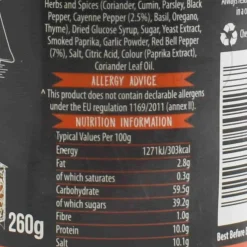 Herbs and Spices (Coriander, Cumin, Parsley, Black
Pepper, Cayenne Pepper (2.5%), Basil, Oregano,
Thyme), Dried Glucose Syrup, Sugar, Yeast Extract,
Smoked Paprika, Garlic Powder, Red Bell Pepper
(7%), Salt, Citric Acid, Colour (Paprika Extract),
Coriander Leaf Oil.
ALLERGY ADVICE
^ This product does not contain declarable allergens
under the EU regulation 1169/2011 (annex II).
NUTRITION INFORMATION
Typical Values Per 100g
Energy 1271kJ/303kcal
Fat 2.8g
of which saturates 0.3g
Carbohydrate 59.5g
of which sugars 39.2g
Fibre 1.0g
Protein 10.0g
Salt 0.1g
260g
Always
Best Before